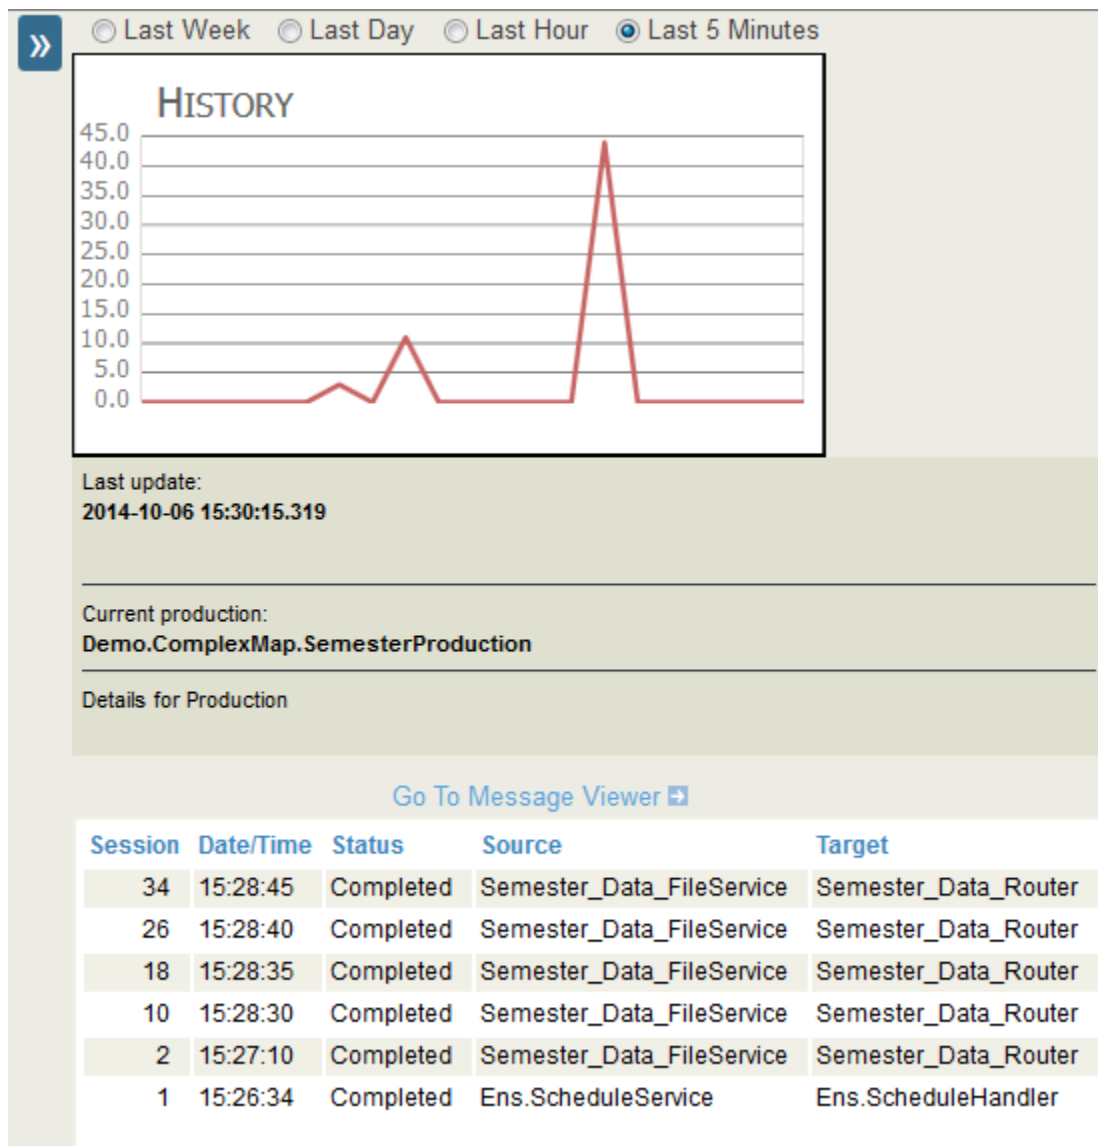 » Last Week Last Day Last Hour Last 5 Minutes
HISTORY
45.0
40.0
35.0
30.0
25.0
20.0
15.0
10.0
5.0
0.0
Last update:
2014-10-06 15:30:15.319
Current production:
Demo.ComplexMap.SemesterProduction
Details for Production
Go To Message Viewer
Session Date/Time Status Source Target
34 15:28:45 Completed Semester_Data_FileService Semester_Data_Router
26 15:28:40 Completed Semester_Data_FileService Semester_Data_Router
18 15:28:35 Completed Semester_Data_FileService Semester_Data_Router
10 15:28:30 Completed Semester_Data_FileService Semester_Data_Router
2 15:27:10 Completed Semester_Data_FileService Semester_Data_Router
1 15:26:34 Completed Ens.ScheduleService Ens.ScheduleHandler